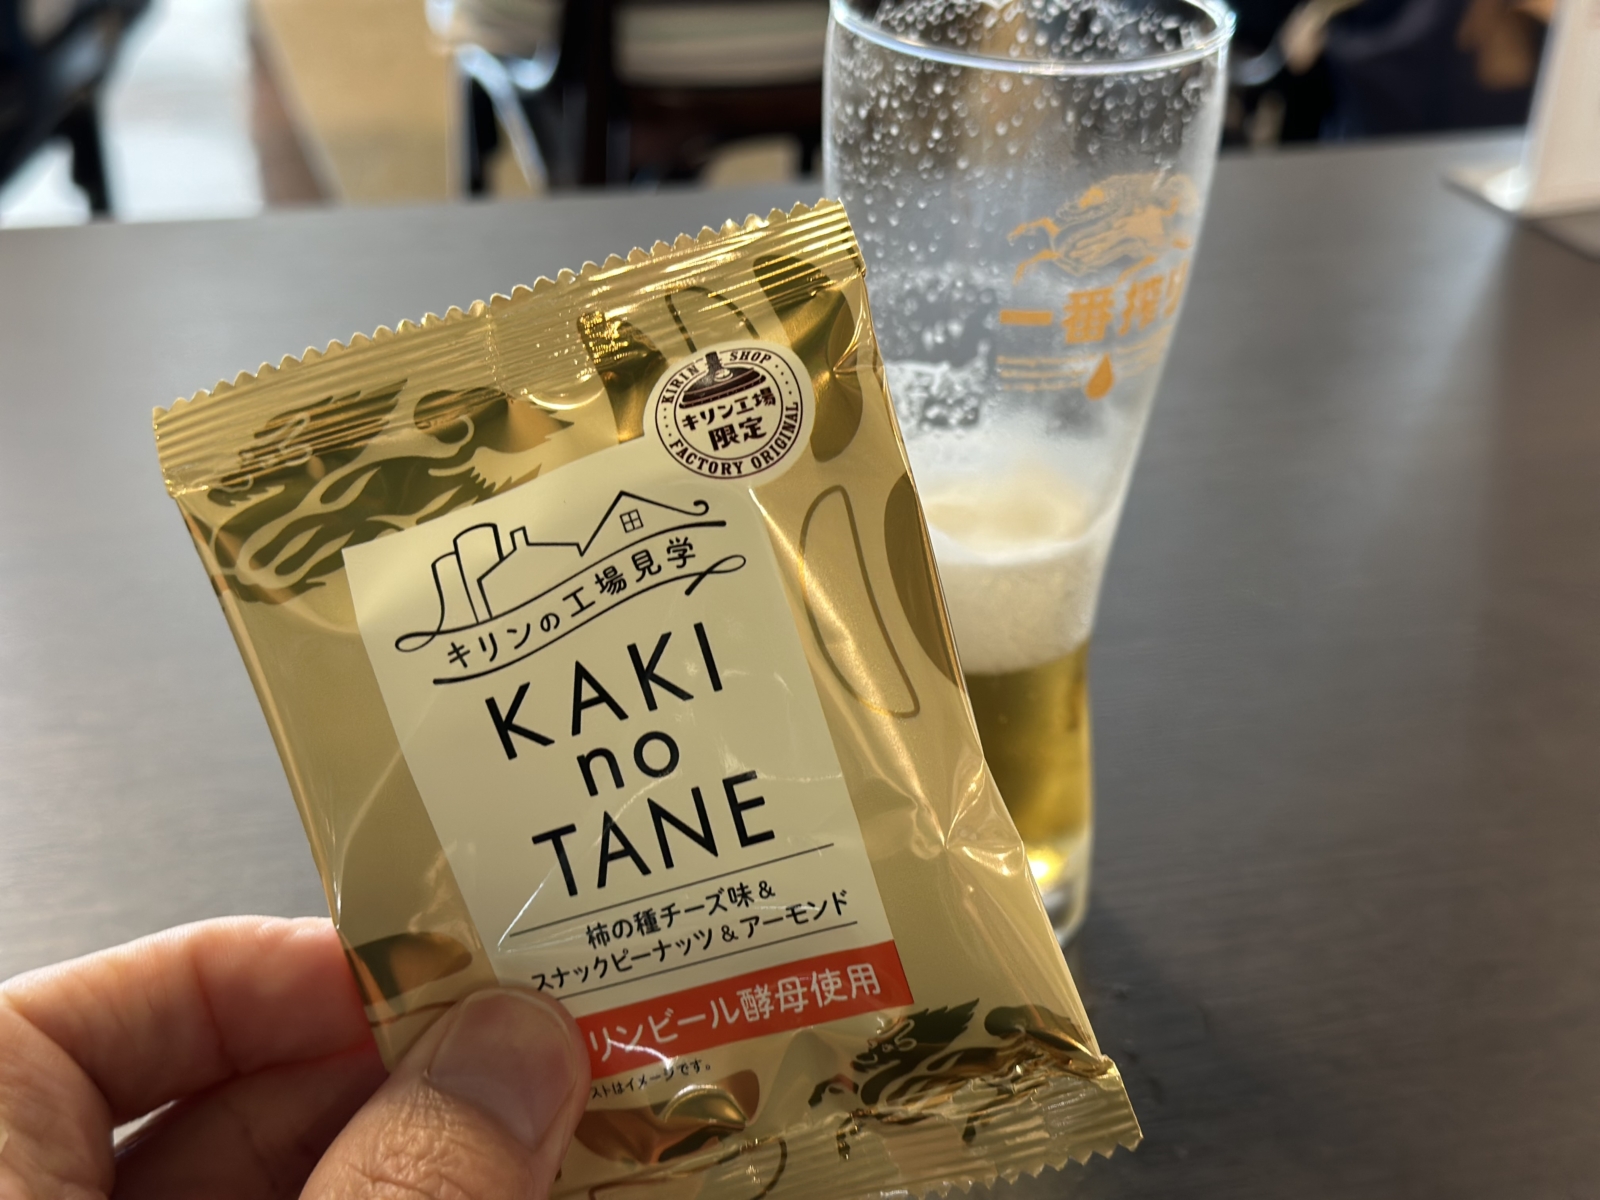 KIRIN SHOP
キリン工場
限定
FACTORY ORIGINAL
キリンの工場見学
KAKI
no
TANE
柿の種チーズ味&
スナックピーナッツ&アーモンド
リンビール酵母使用
ストはイメージです。
一番搾り